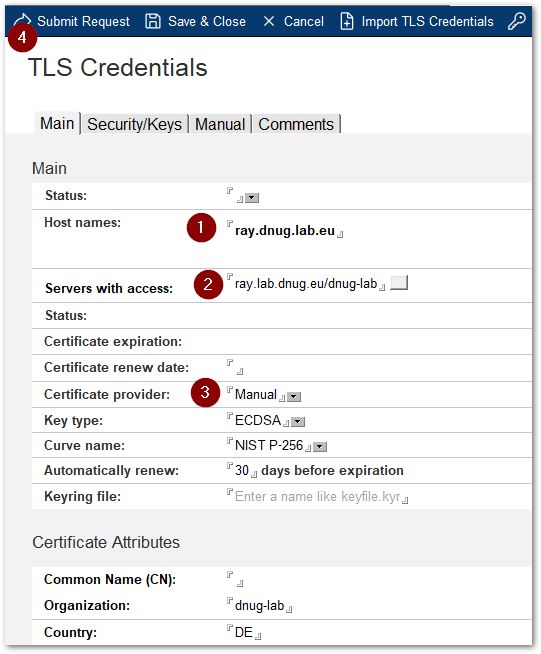 Submit Request Save & Close Cancel Import TLS Credentials
4
TLS Credentials
Main Security/Keys Manual Comments
Main
Status:
Host names: 1 ray.dnug.lab.eu
Servers with access: 2 ray.lab.dnug.eu/dnug-lab
Status:
Certificate expiration:
Certificate renew date:
Certificate provider: 3 Manual
Key type: ECDSA
Curve name: NIST P-256
Automatically renew: 30 days before expiration
Keyring file: Enter a name like keyfile.kyr
Certificate Attributes
Common Name (CN):
Organization: dnug-lab
Country: DE